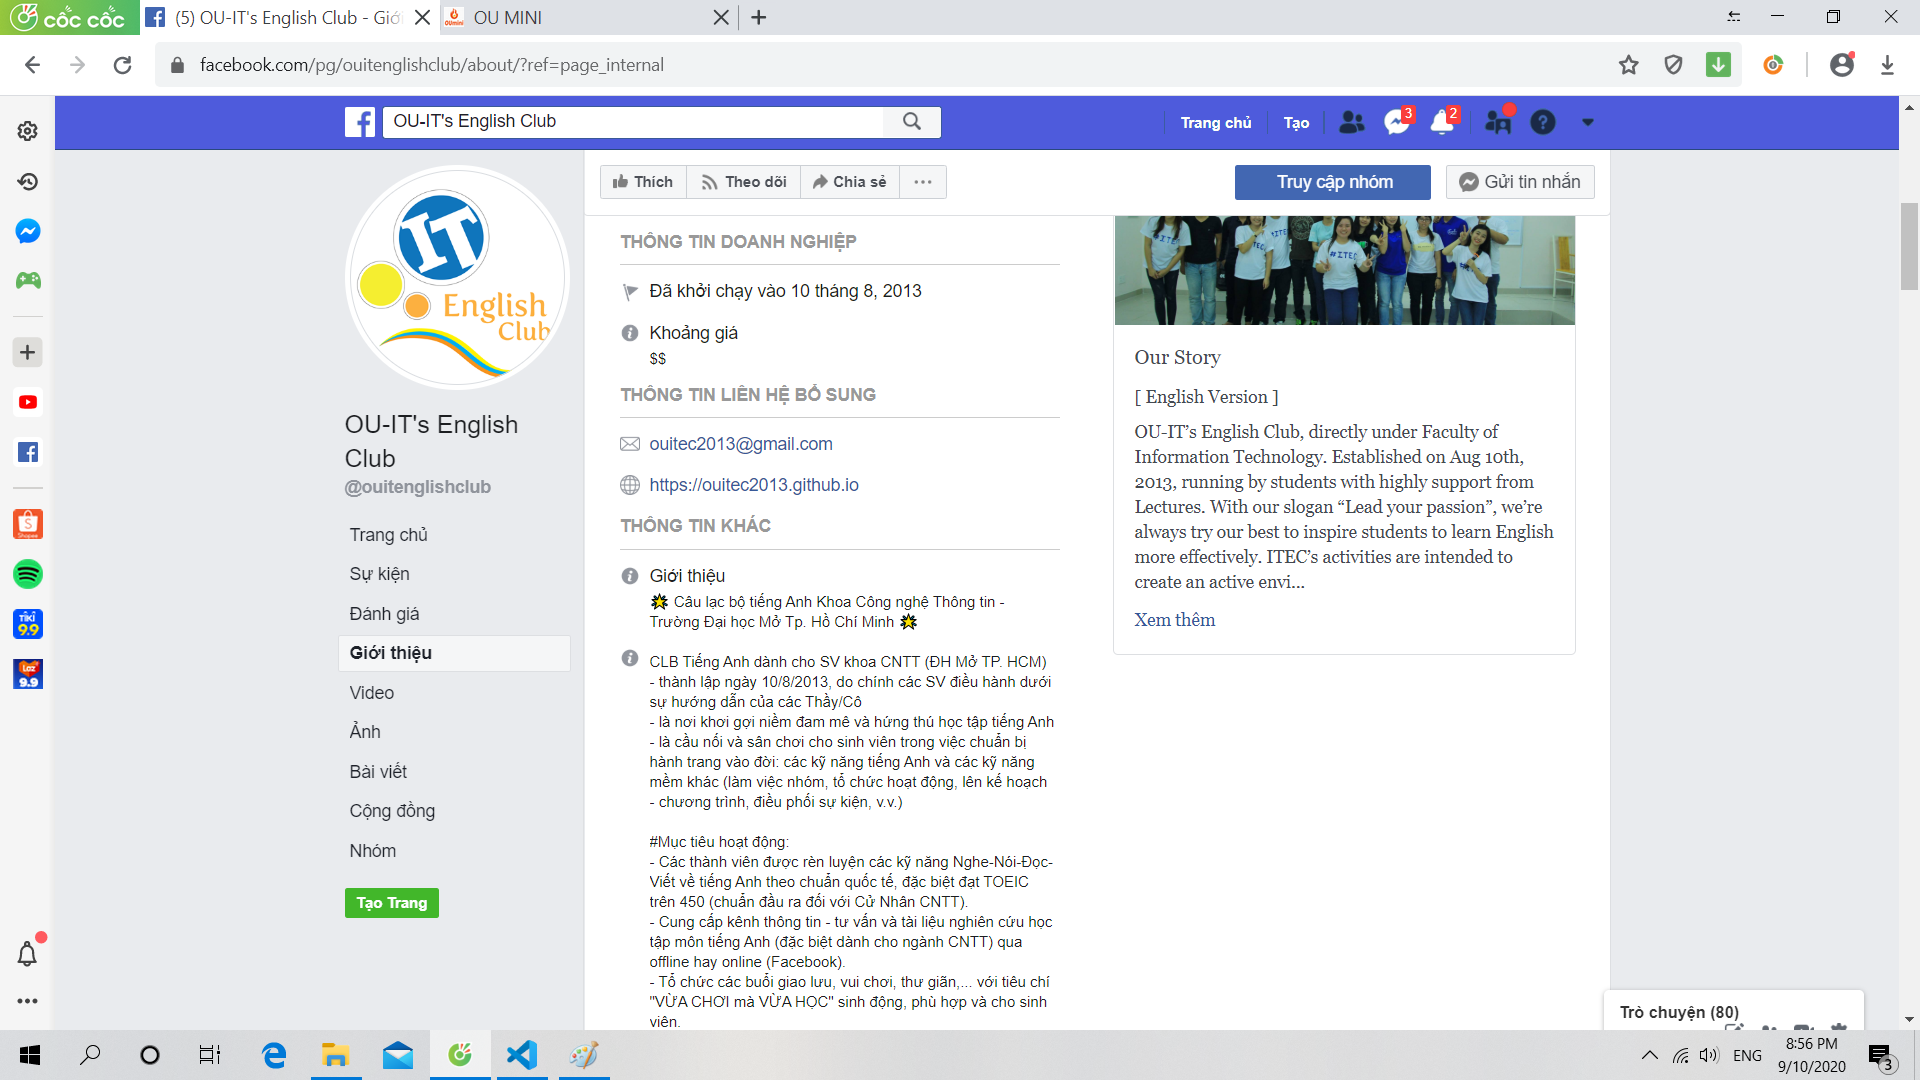 cốc cốc
(5) OU-IT's English Club - Giới
OU MINI
facebook.com/pg/ouitenglishclub/about/?ref=page_internal
OU-IT's English Club
Trang chủ
Tạo
3
2
IT
English
Club
OU-IT's English
Club
@ouitenglishclub
Trang chủ
Sự kiện
Đánh giá
Giới thiệu
Video
Ảnh
Bài viết
Cộng đồng
Nhóm
Tạo Trang
Thích
Theo dõi
Chia sẻ
Truy cập nhóm
Gửi tin nhắn
THÔNG TIN DOANH NGHIỆP
Đã khởi chạy vào 10 tháng 8, 2013
Khoảng giá
$$
THÔNG TIN LIÊN HỆ BỔ SUNG
ouitec2013@gmail.com
https://ouitec2013.github.io
THÔNG TIN KHÁC
Giới thiệu
🌟 Câu lạc bộ tiếng Anh Khoa Công nghệ Thông tin -
Trường Đại học Mở Tp. Hồ Chí Minh 🌟
CLB Tiếng Anh dành cho SV khoa CNTT (ĐH Mở TP. HCM)
- thành lập ngày 10/8/2013, do chính các SV điều hành dưới
sự hướng dẫn của các Thầy/Cô
- là nơi khơi gợi niềm đam mê và hứng thú học tập tiếng Anh
- là cầu nối và sân chơi cho sinh viên trong việc chuẩn bị
hành trang vào đời: các kỹ năng tiếng Anh và các kỹ năng
mềm khác (làm việc nhóm, tổ chức hoạt động, lên kế hoạch
- chương trình, điều phối sự kiện, v.v.)
#Mục tiêu hoạt động:
- Các thành viên được rèn luyện các kỹ năng Nghe-Nói-Đọc-
Viết về tiếng Anh theo chuẩn quốc tế, đặc biệt đạt TOEIC
trên 450 (chuẩn đầu ra đối với Cử Nhân CNTT).
- Cung cấp kênh thông tin - tư vấn và tài liệu nghiên cứu học
tập môn tiếng Anh (đặc biệt dành cho ngành CNTT) qua
offline hay online (Facebook).
- Tổ chức các buổi giao lưu, vui chơi, thư giãn,... với tiêu chí
"VỪA CHƠI mà VỪA HỌC" sinh động, phù hợp và cho sinh
viên.
#ITEC
Our Story
[ English Version ]
OU-IT’s English Club, directly under Faculty of
Information Technology. Established on Aug 10th,
2013, running by students with highly support from
Lectures. With our slogan “Lead your passion”, we’re
always try our best to inspire students to learn English
more effectively. ITEC’s activities are intended to
create an active envi...
Xem thêm
Trò chuyện (80)
Shopee
TIKI
9.9
Laz
9.9
ENG
8:56 PM
9/10/2020
3